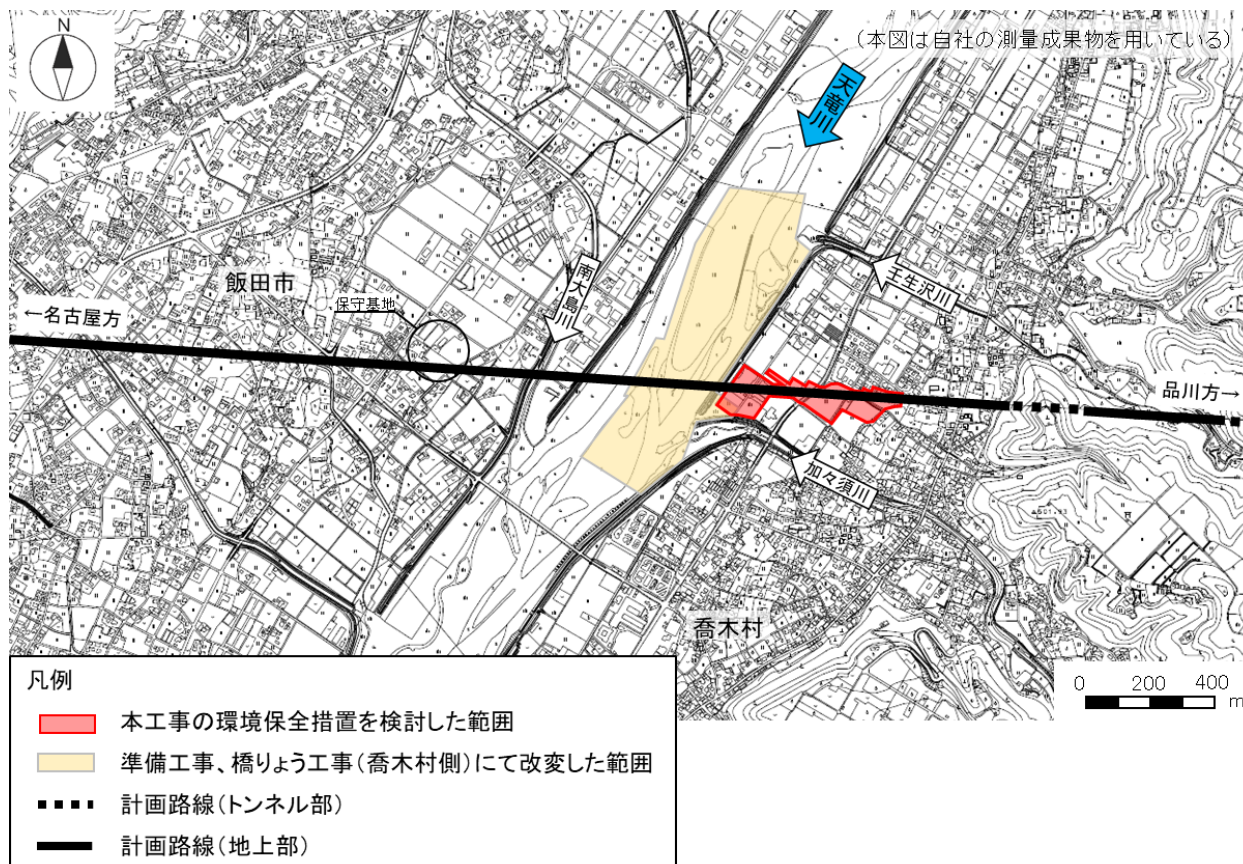 N
(本図は自社の測量成果物を用いている)
天竜川
壬生沢川
南大島川
飯田市
保守基地
←名古屋方
品川方→
加々須川
喬木村
0 200 400
m
凡例
本工事の環境保全措置を検討した範囲
準備工事、橋りょう工事(喬木村側)にて改変した範囲
計画路線(トンネル部)
計画路線(地上部)